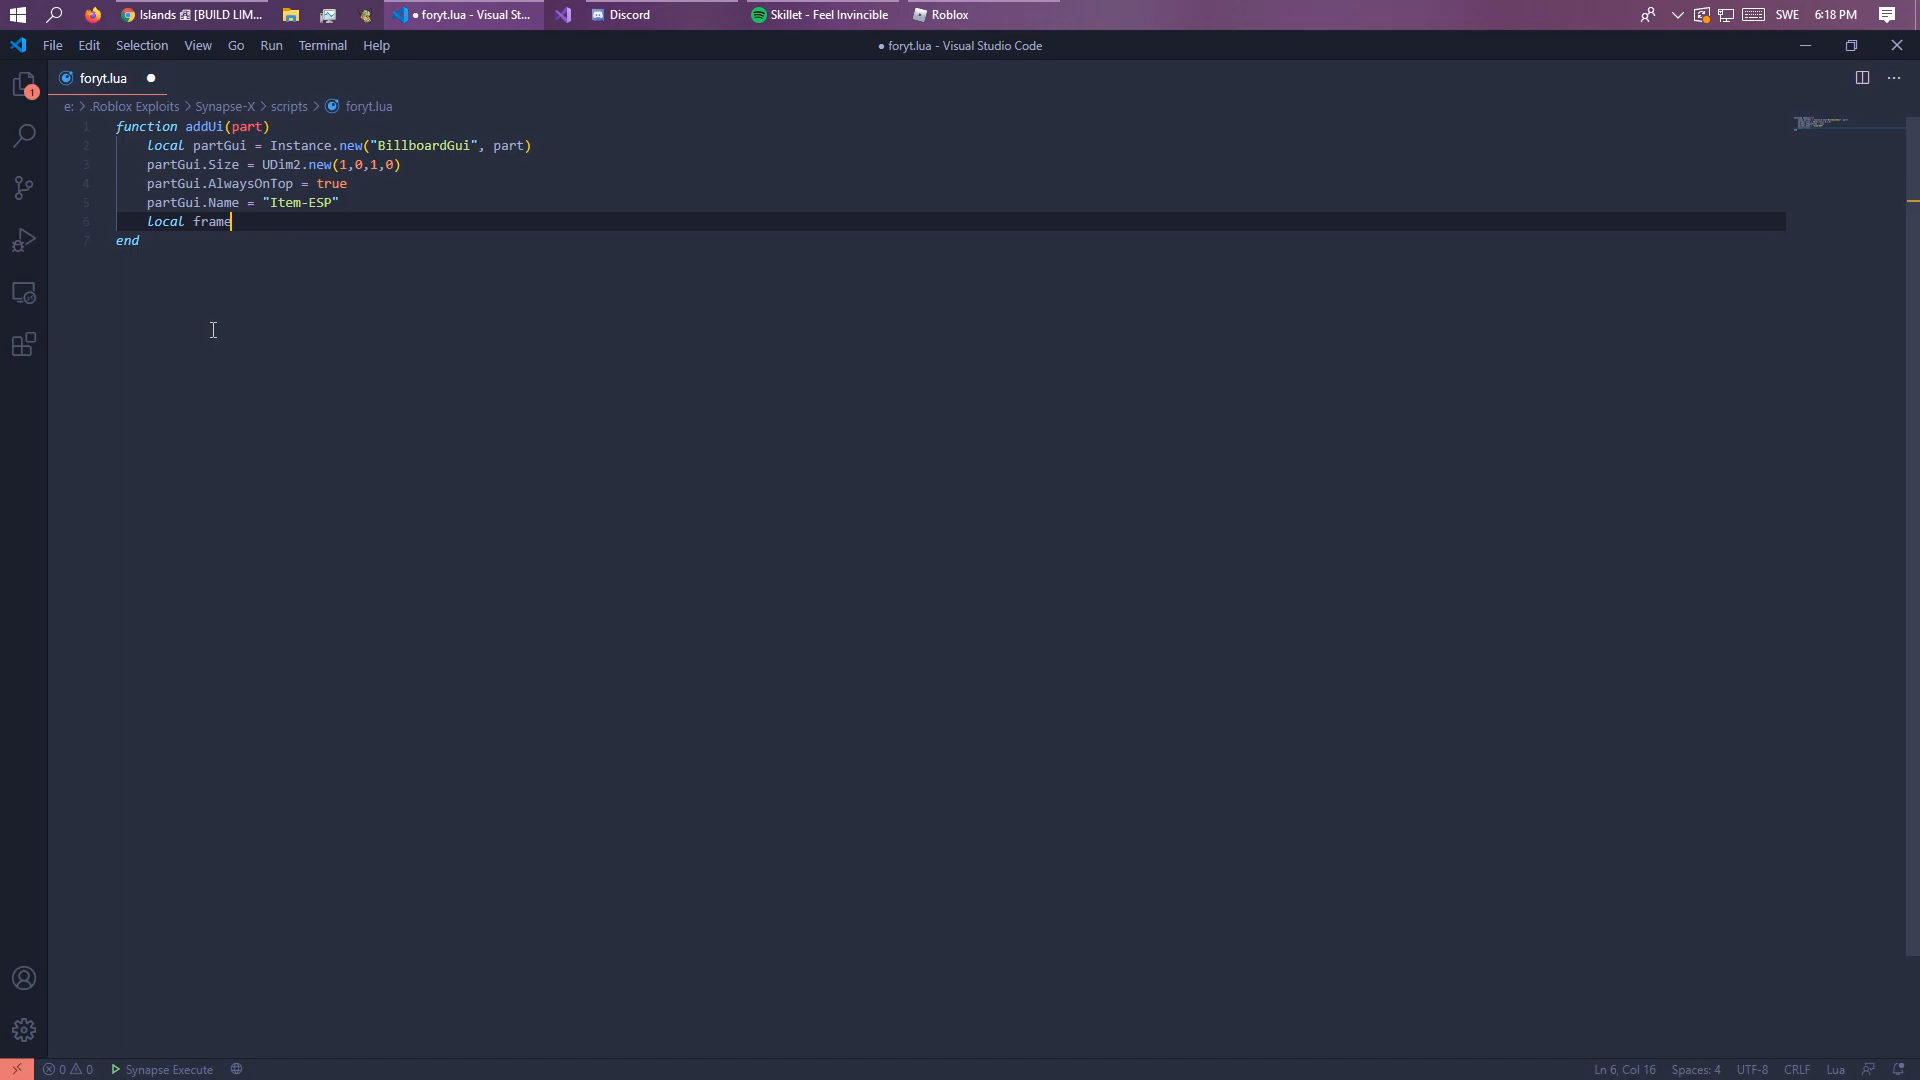 Islands [BUILD LIM...
● foryt.lua - Visual St...
Discord
Skillet - Feel Invincible
Roblox
SWE
6:18 PM
File
Edit
Selection
View
Go
Run
Terminal
Help
● foryt.lua - Visual Studio Code
foryt.lua ●
e: > .Roblox Exploits > Synapse-X > scripts > foryt.lua
1
1 function addUi(part)
2 local partGui = Instance.new("BillboardGui", part)
3 partGui.Size = UDim2.new(1,0,1,0)
4 partGui.AlwaysOnTop = true
5 partGui.Name = "Item-ESP"
6 local frame
7 end
0 0
Synapse Execute
Ln 6, Col 16
Spaces: 4
UTF-8
CRLF
Lua